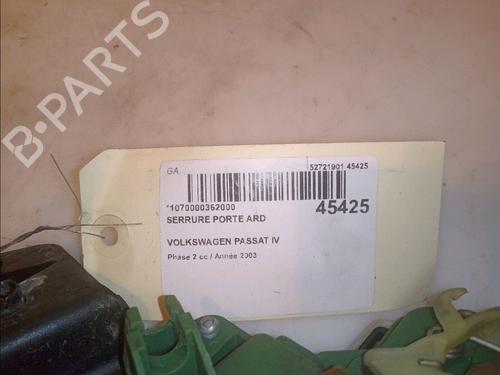 B-PARTS
GA
52721901 45425
*1070000362000
45425
SERRURE PORTE ARD
VOLKSWAGEN PASSAT IV
Phase 2 cc / Année 2003